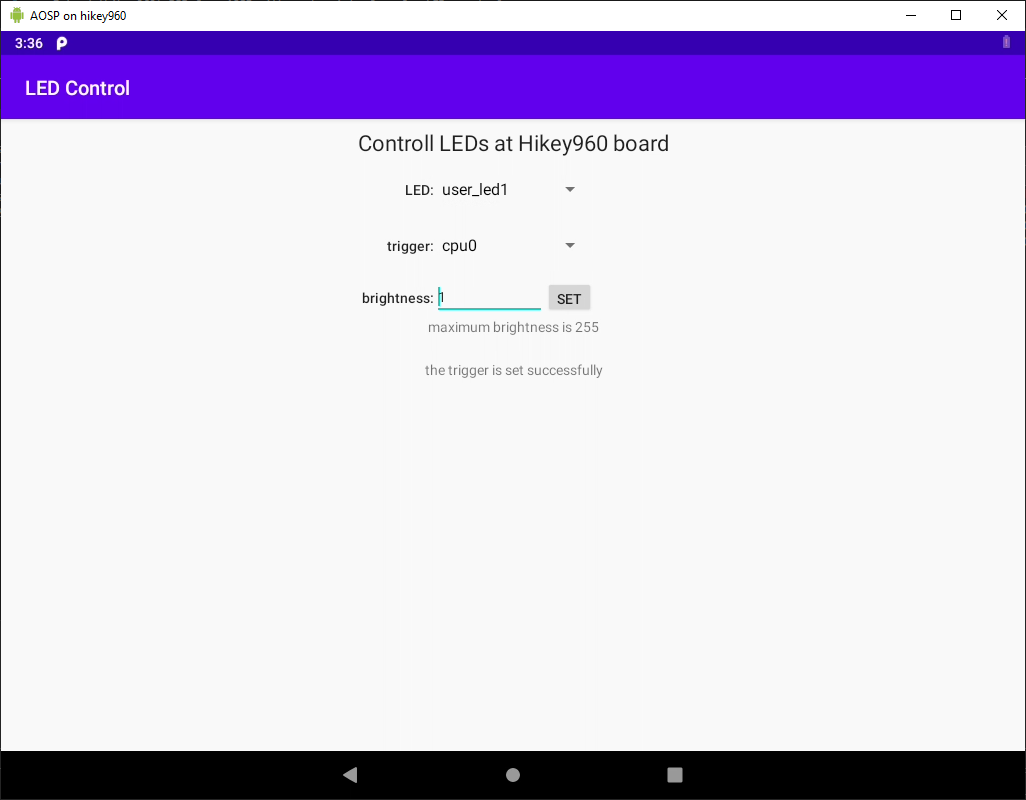 AOSP on hikey960
3:36
LED Control
Controll LEDs at Hikey960 board
LED: user_led1
trigger: cpu0
brightness: 1 SET
maximum brightness is 255
the trigger is set successfully